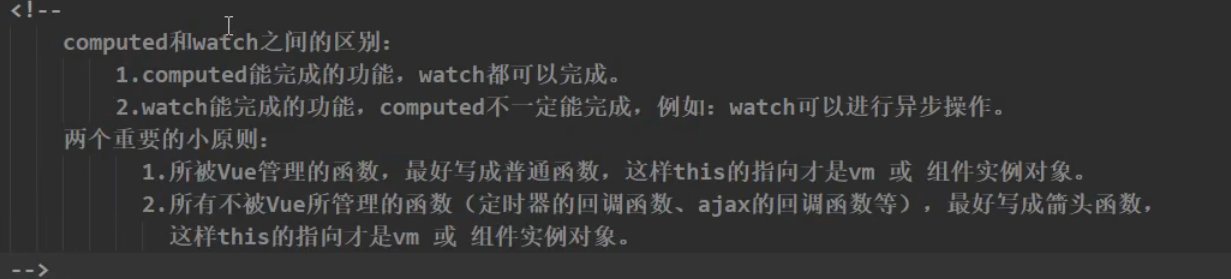 <!--
computed和watch之间的区别：
1.computed能完成的功能，watch都可以完成。
2.watch能完成的功能，computed不一定能完成，例如：watch可以进行异步操作。
两个重要的小原则：
1.所被Vue管理的函数，最好写成普通函数，这样this的指向才是vm 或 组件实例对象。
2.所有不被Vue所管理的函数（定时器的回调函数、ajax的回调函数等），最好写成箭头函数，
这样this的指向才是vm 或 组件实例对象。
-->